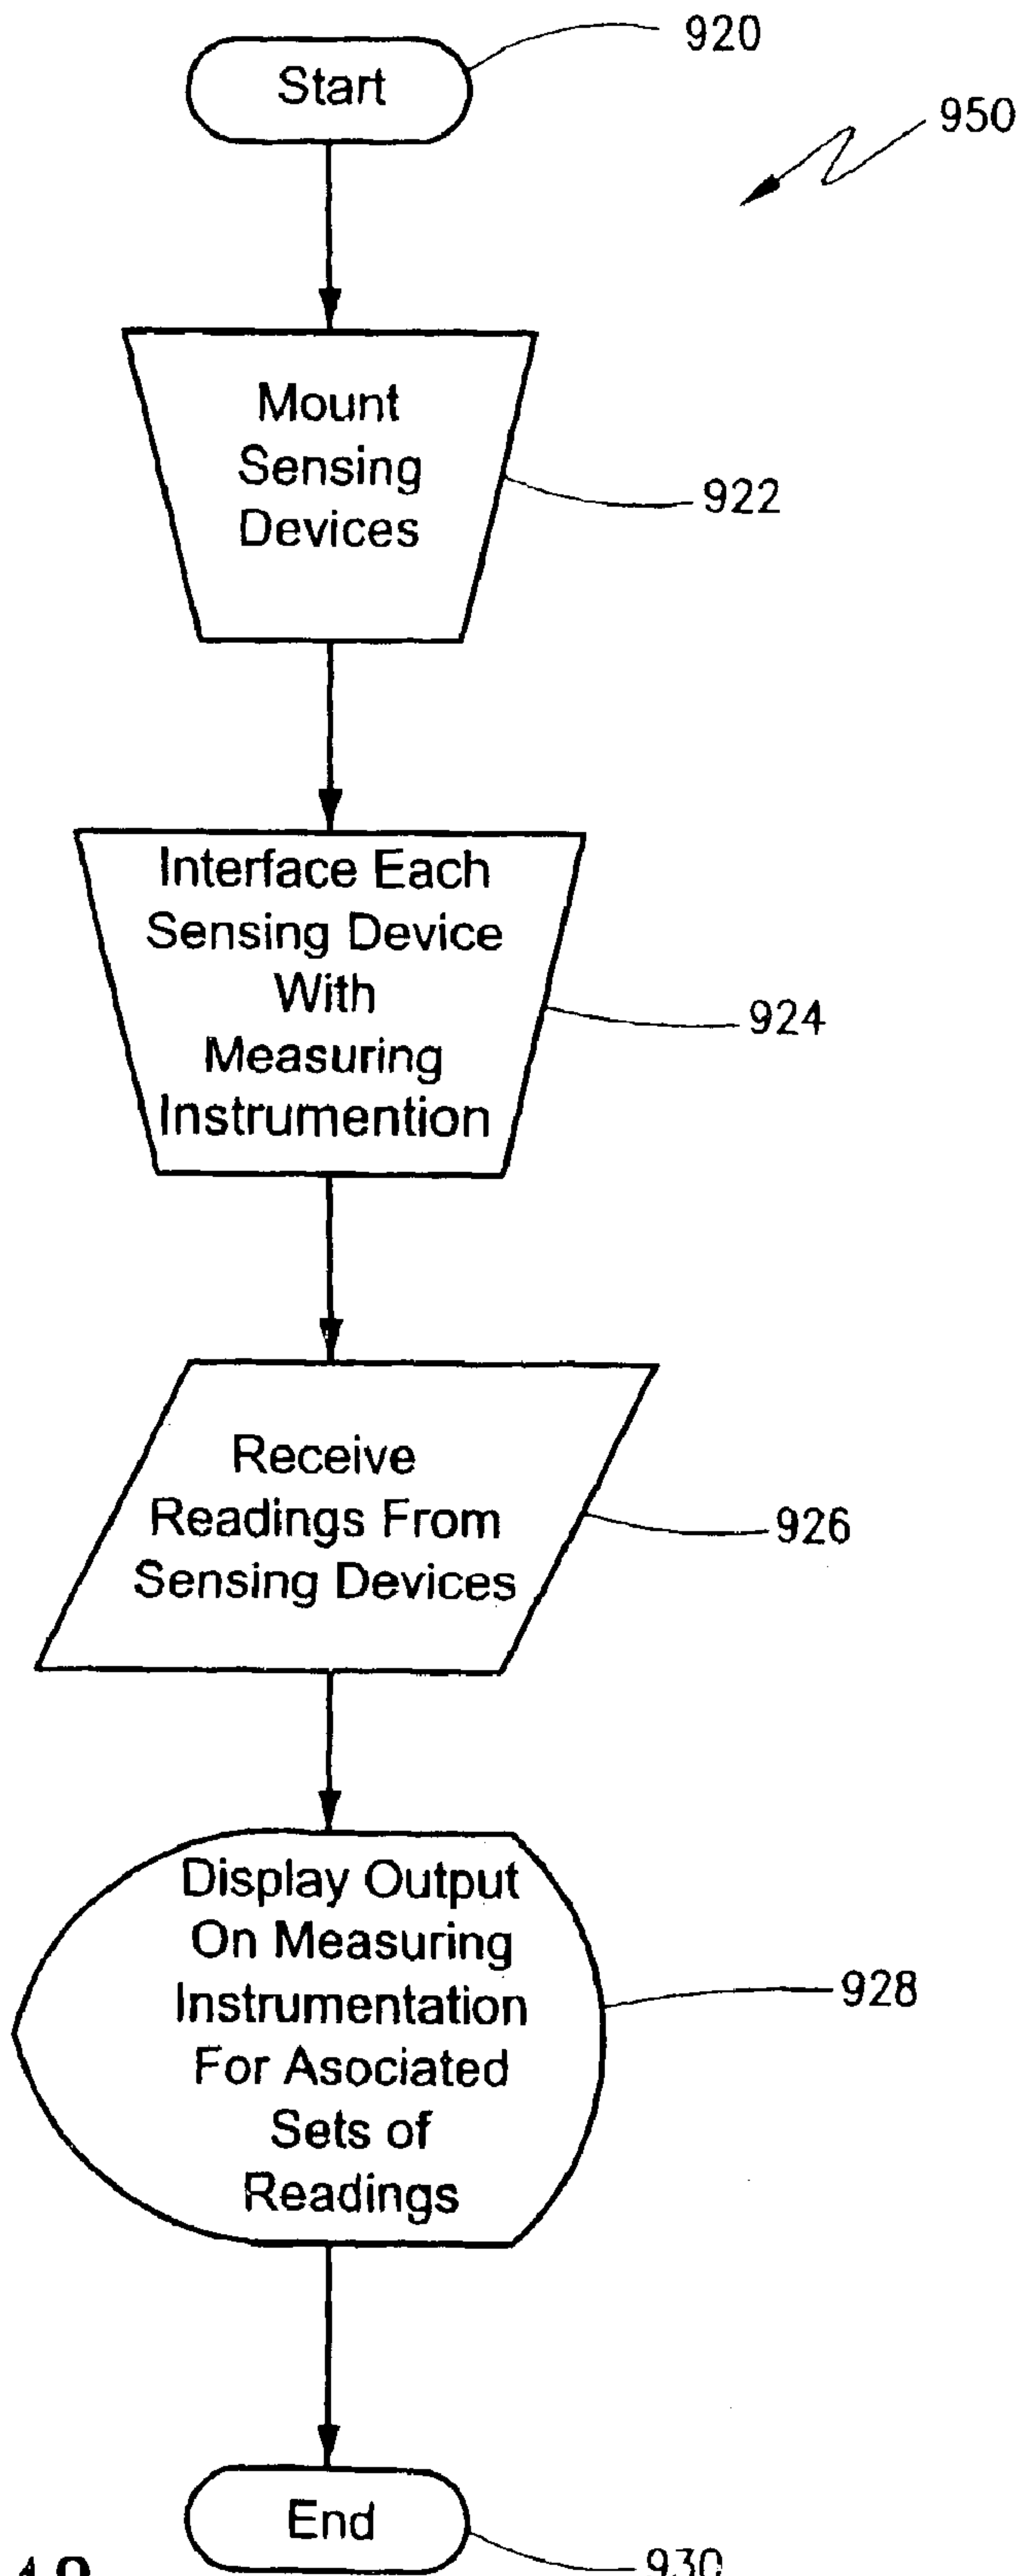 Start
920
950
Mount
Sensing
Devices
922
Interface Each
Sensing Device
With
Measuring
Instrumention
924
Receive
Readings From
Sensing Devices
926
Display Output
On Measuring
Instrumentation
For Asociated
Sets of
Readings
928
End
930